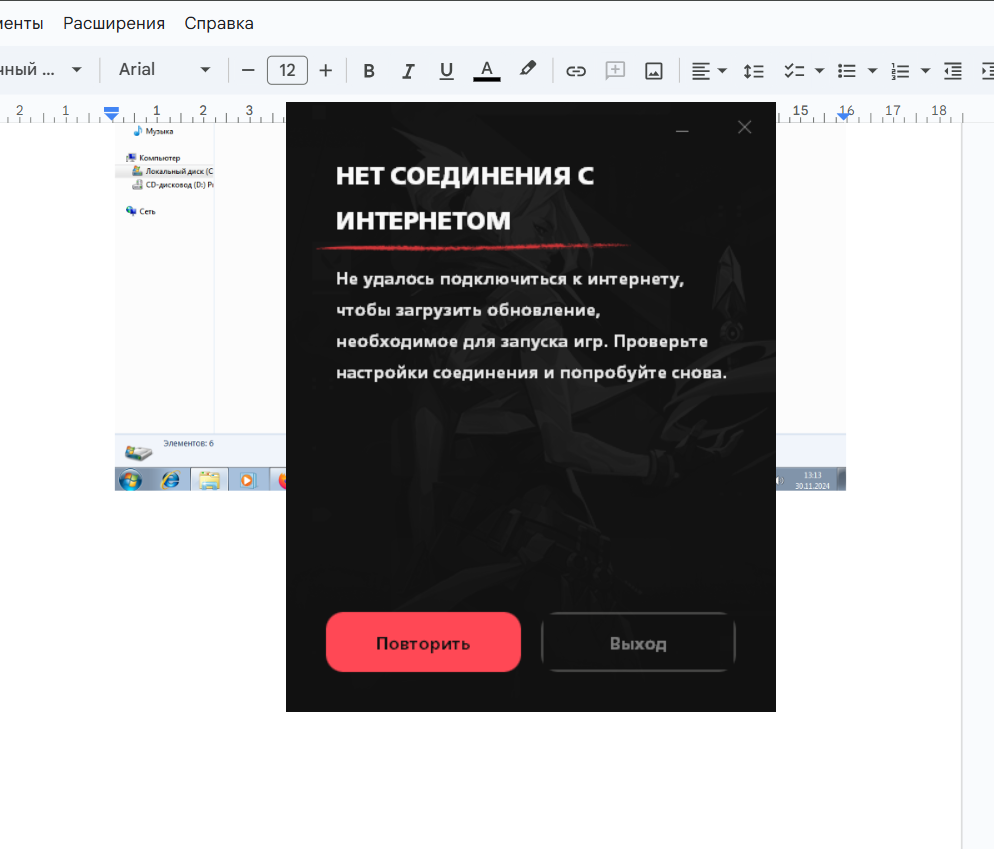 менты Расширения Справка
чный ... Arial 12 B I U A
2 1 1 2 3 15 16 17 18
Музыка
Компьютер
Локальный диск (C
CD-дисковод (D:)
Сеть
НЕТ СОЕДИНЕНИЯ С
ИНТЕРНЕТОМ
Не удалось подключиться к интернету,
чтобы загрузить обновление,
необходимое для запуска игр. Проверьте
настройки соединения и попробуйте снова.
Элементов: 6
13:13
30.11.2024
Повторить Выход